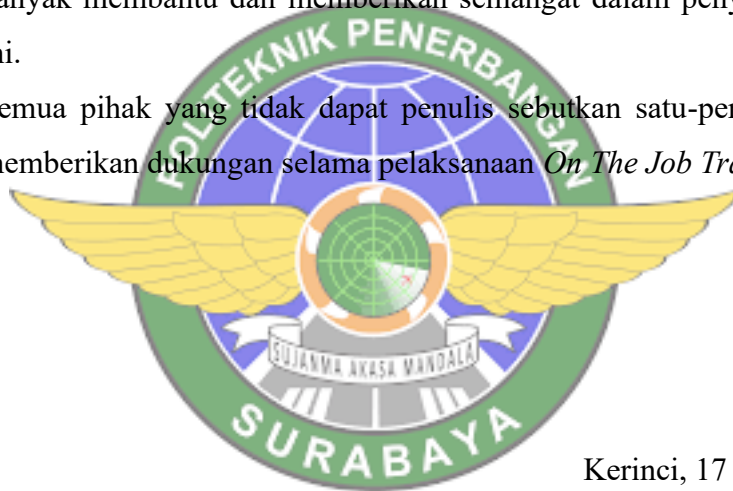 anyak membantu dan memberikan semangat dalam peny
ni.
emua pihak yang tidak dapat penulis sebutkan satu-per
memberikan dukungan selama pelaksanaan On The Job Tra
POLTEKNIK PENERBANGAN
SUJANMA AKASA MANDALA
SURABAYA
Kerinci, 17